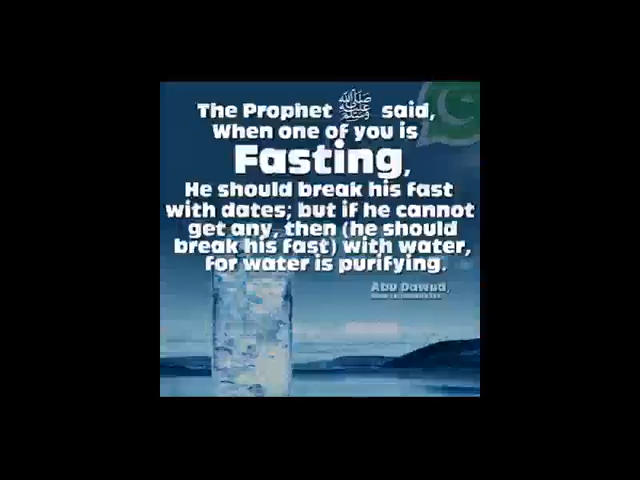 The Prophet ﷺ said,
When one of you is
Fasting,
He should break his fast
with dates; but if he cannot
get any, then (he should
break his fast) with water,
for water is purifying.
Abu Dawud,